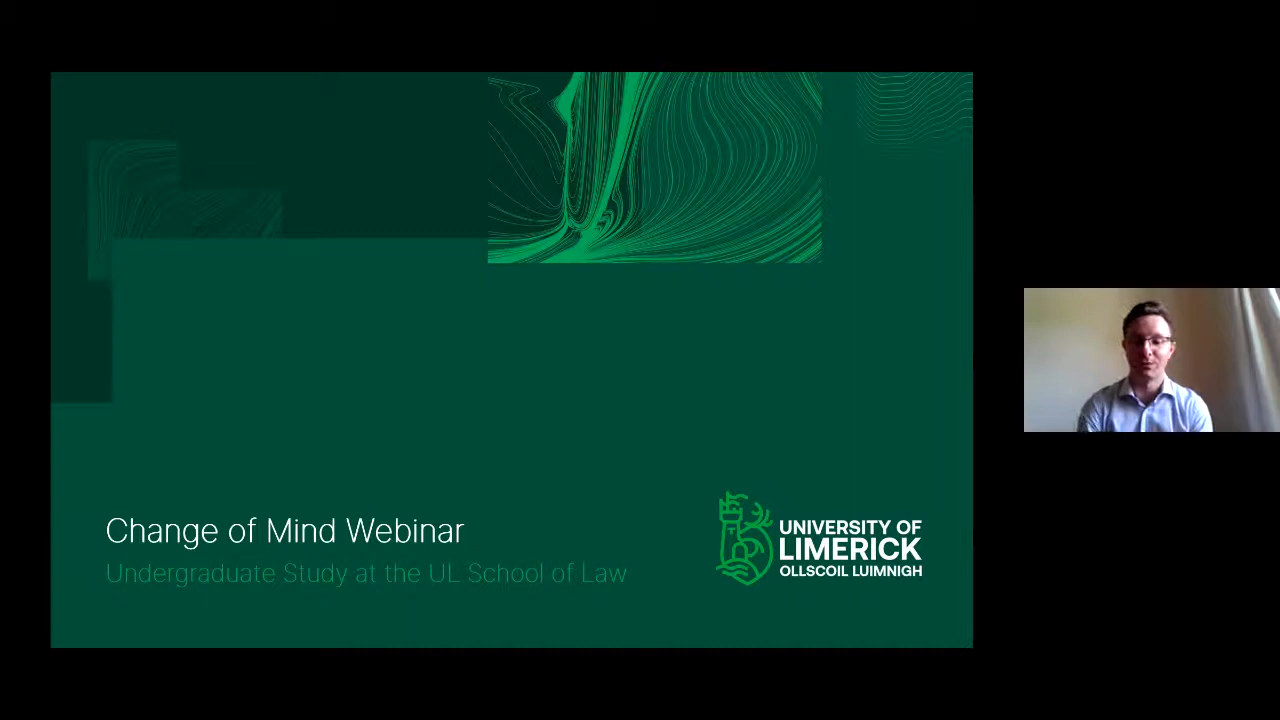 Change of Mind Webinar
Undergraduate Study at the UL School of Law
UNIVERSITY OF
LIMERICK
OLLSCOIL LUIMNIGH